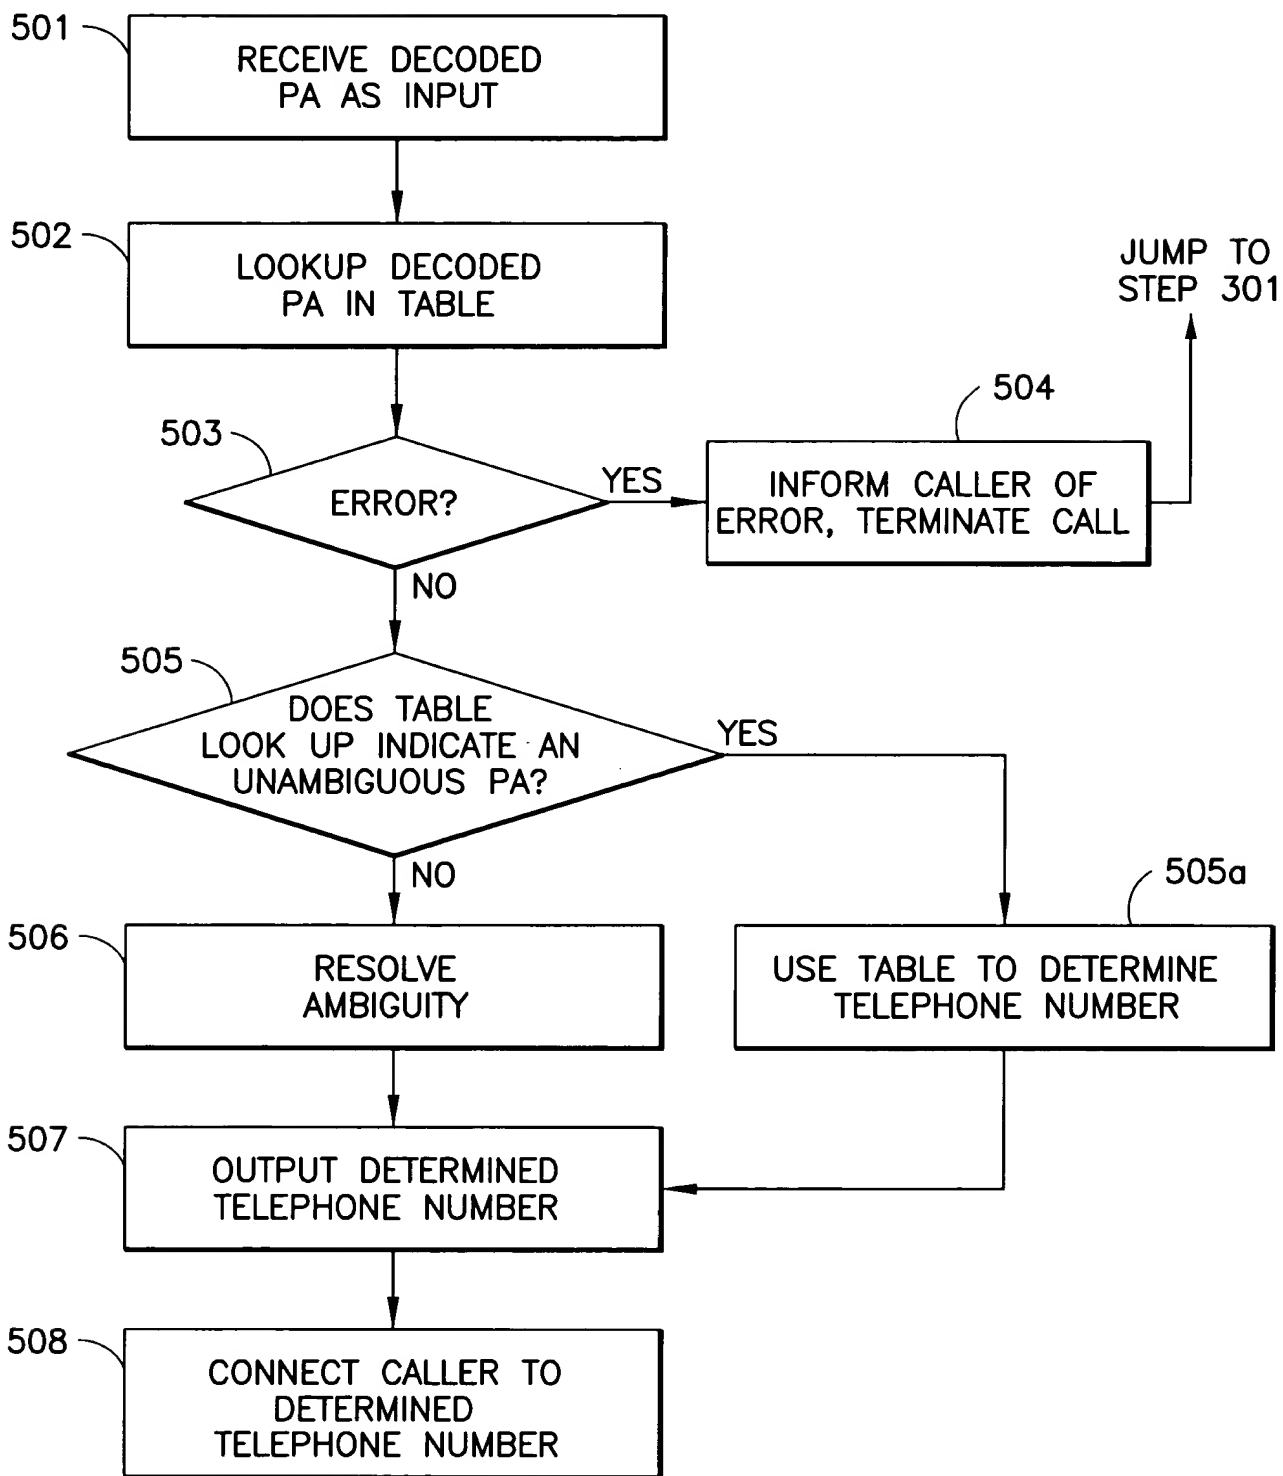 501
RECEIVE DECODED
PA AS INPUT
502
LOOKUP DECODED
PA IN TABLE
JUMP TO
STEP 301
503
ERROR?
YES
504
INFORM CALLER OF
ERROR, TERMINATE CALL
NO
505
DOES TABLE
LOOK UP INDICATE AN
UNAMBIGUOUS PA?
YES
NO
505a
USE TABLE TO DETERMINE
TELEPHONE NUMBER
506
RESOLVE
AMBIGUITY
507
OUTPUT DETERMINED
TELEPHONE NUMBER
508
CONNECT CALLER TO
DETERMINED
TELEPHONE NUMBER